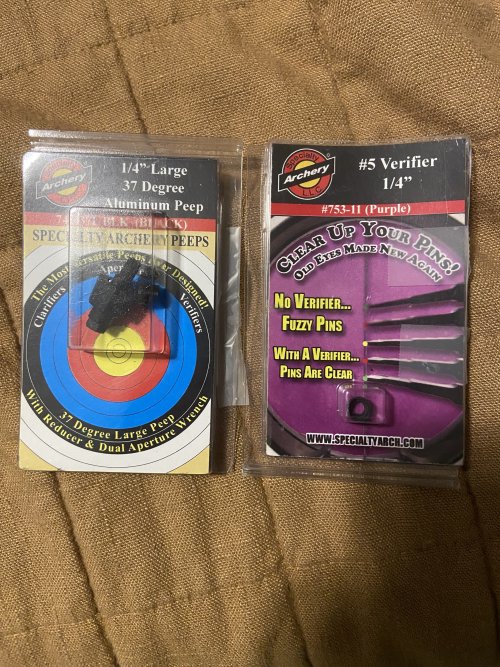 Specialty
Archery
LLC
1/4” Large
37 Degree
Aluminum Peep
(BLACK)
SPECIALTY ARCHERY PEEPS
The Most Versatile Peeps Ever Designed!
Clarifiers
Verifiers
37 Degree Large Peep
With Reducer & Dual Aperture Wrench
Specialty
Archery
LLC
#5 Verifier
1/4”
#753-11 (Purple)
CLEAR UP YOUR PINS!
OLD EYES MADE NEW AGAIN
NO VERIFIER...
FUZZY PINS
WITH A VERIFIER...
PINS ARE CLEAR
WWW.SPECIALTYARCH.COM